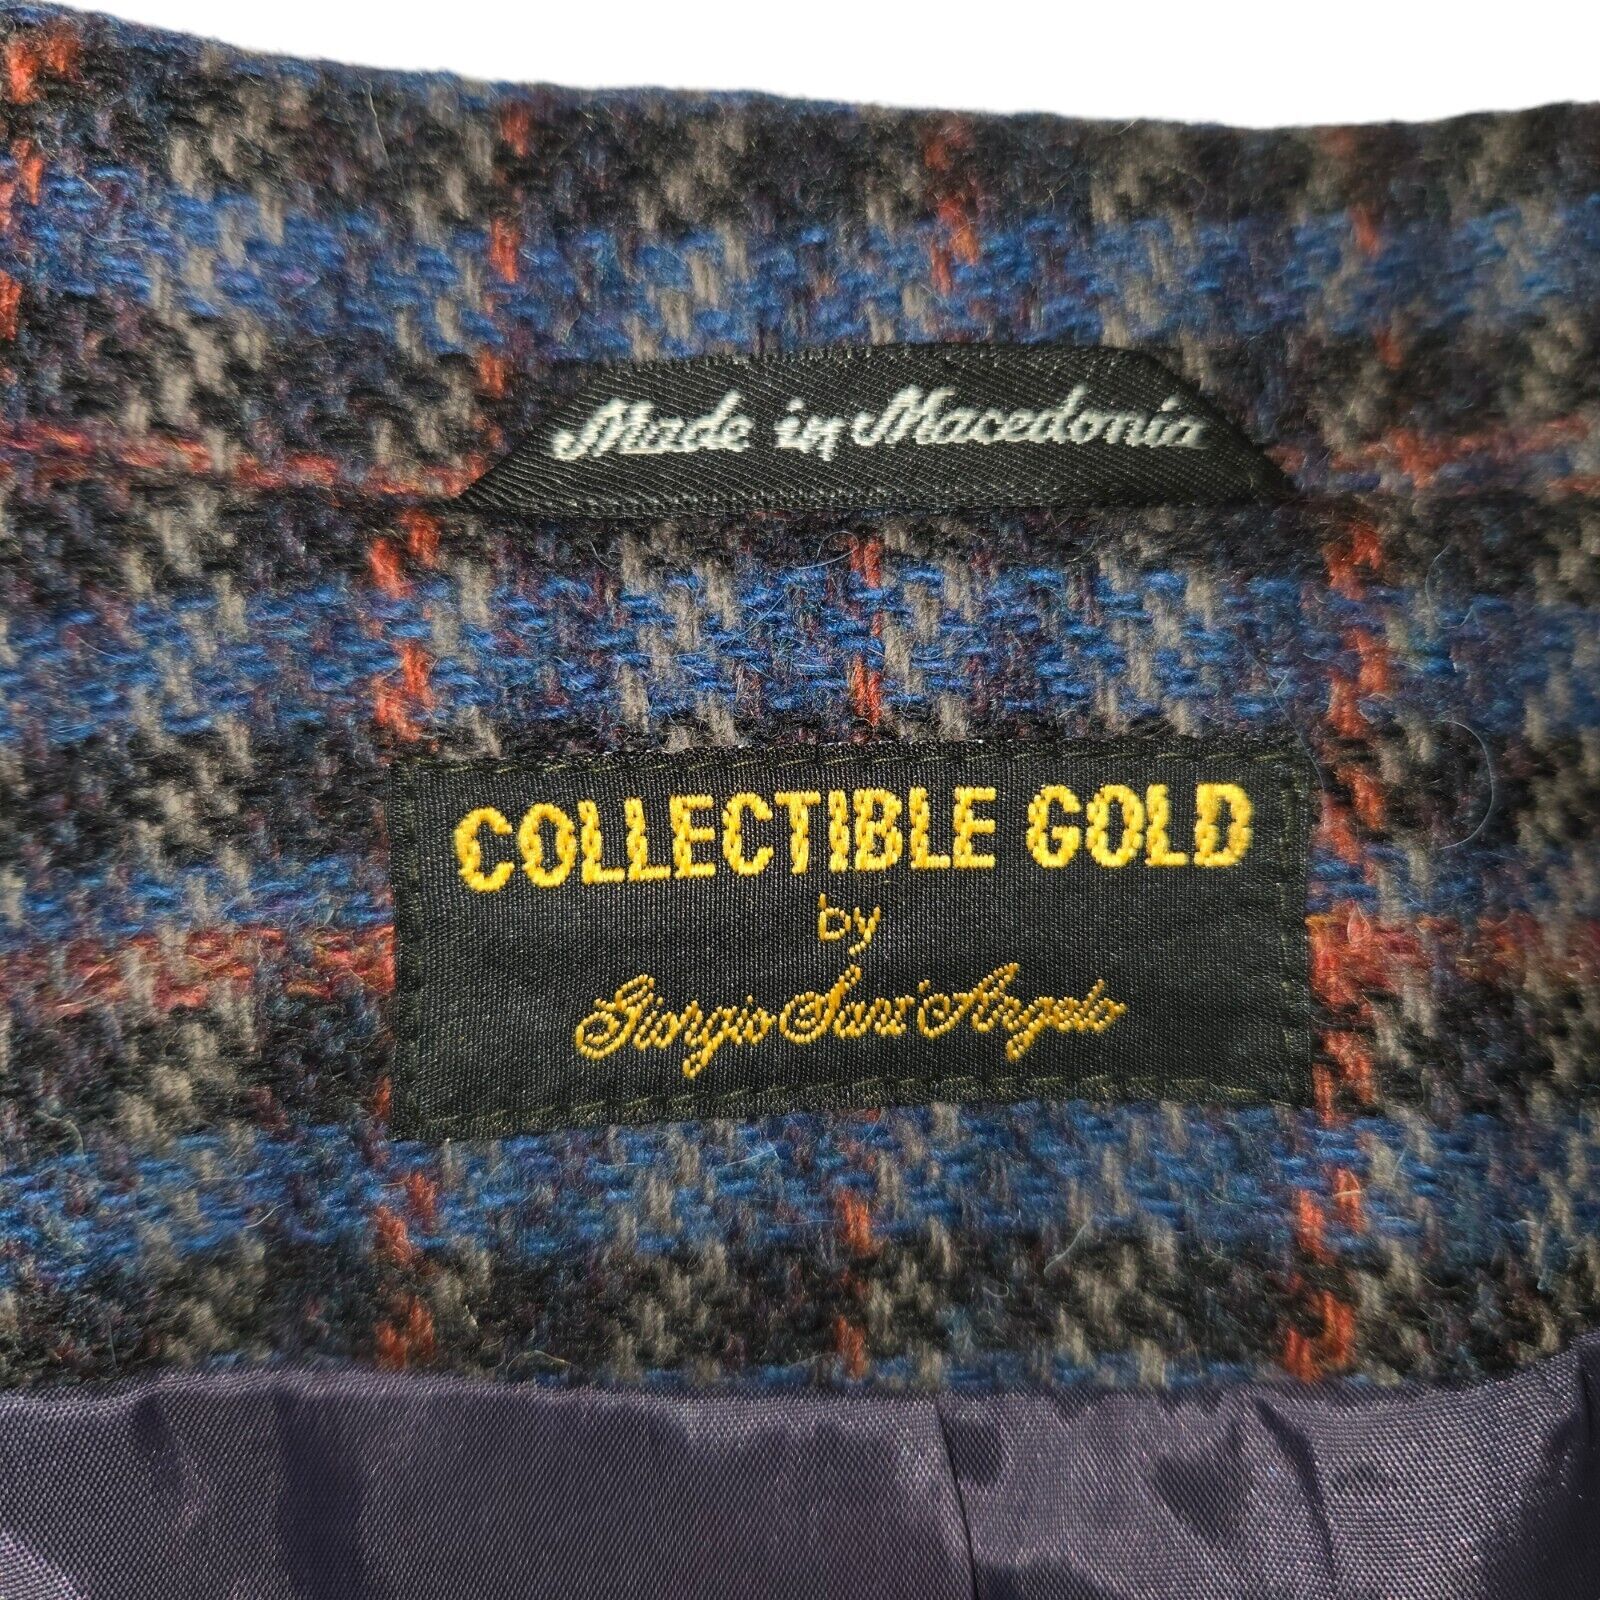 Made in Macedonia
COLLECTIBLE GOLD
by
Giorgio Sant'Angelo